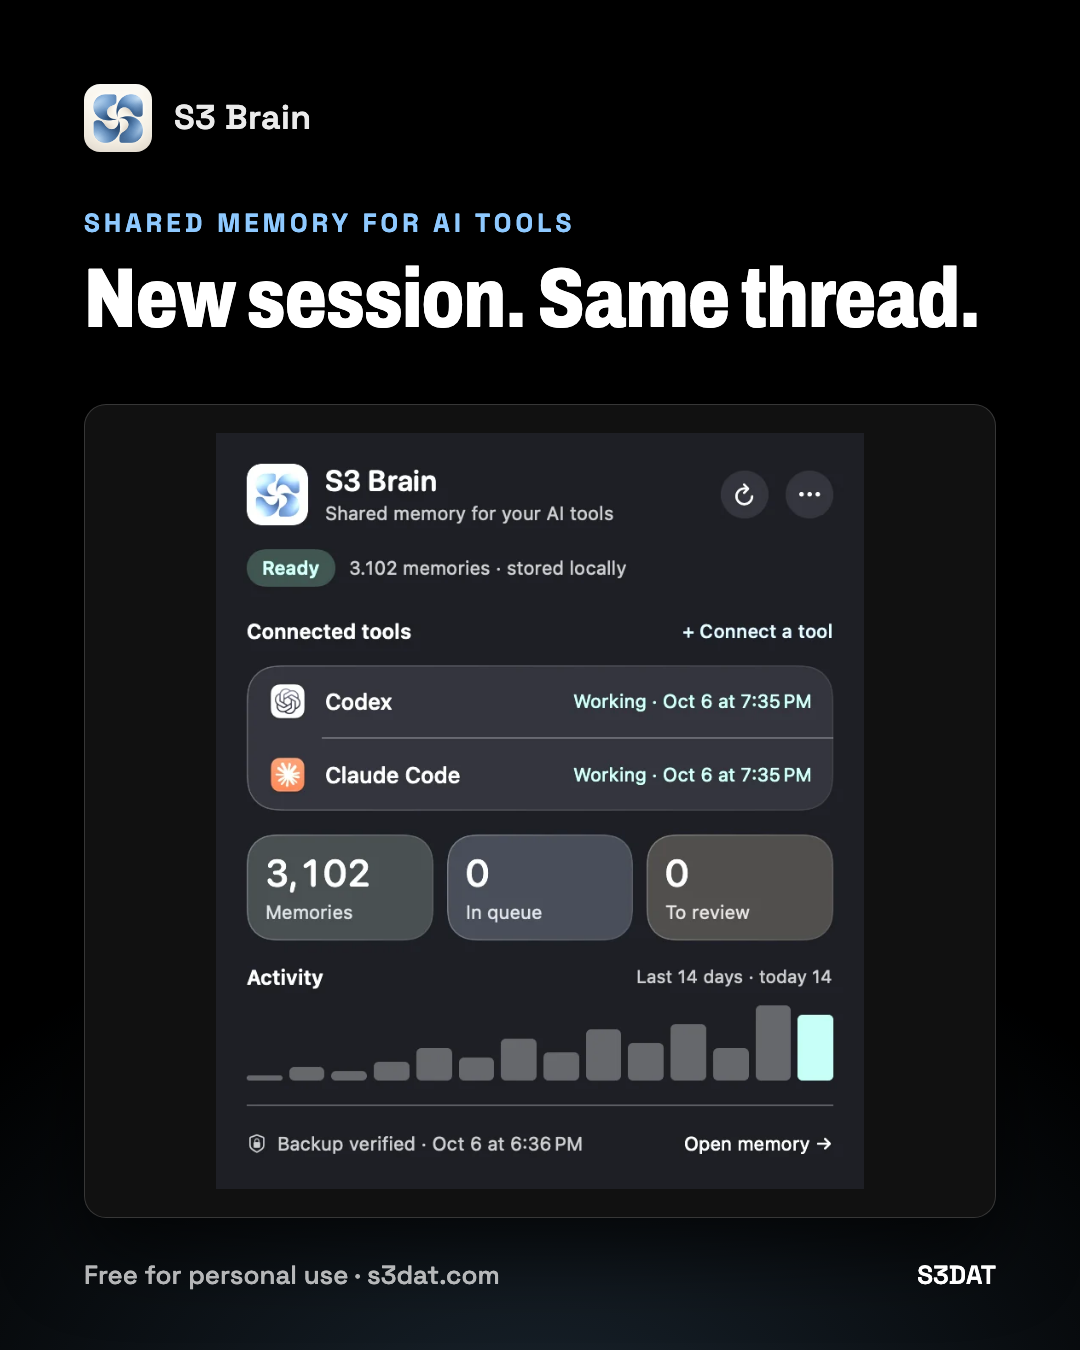 S3 Brain
SHARED MEMORY FOR AI TOOLS
New session. Same thread.
S3 Brain
Shared memory for your AI tools
Ready 3.102 memories · stored locally
Connected tools + Connect a tool
Codex Working · Oct 6 at 7:35 PM
Claude Code Working · Oct 6 at 7:35 PM
3,102 0 0
Memories In queue To review
Activity Last 14 days · today 14
Backup verified · Oct 6 at 6:36 PM Open memory →
Free for personal use · s3dat.com S3DAT